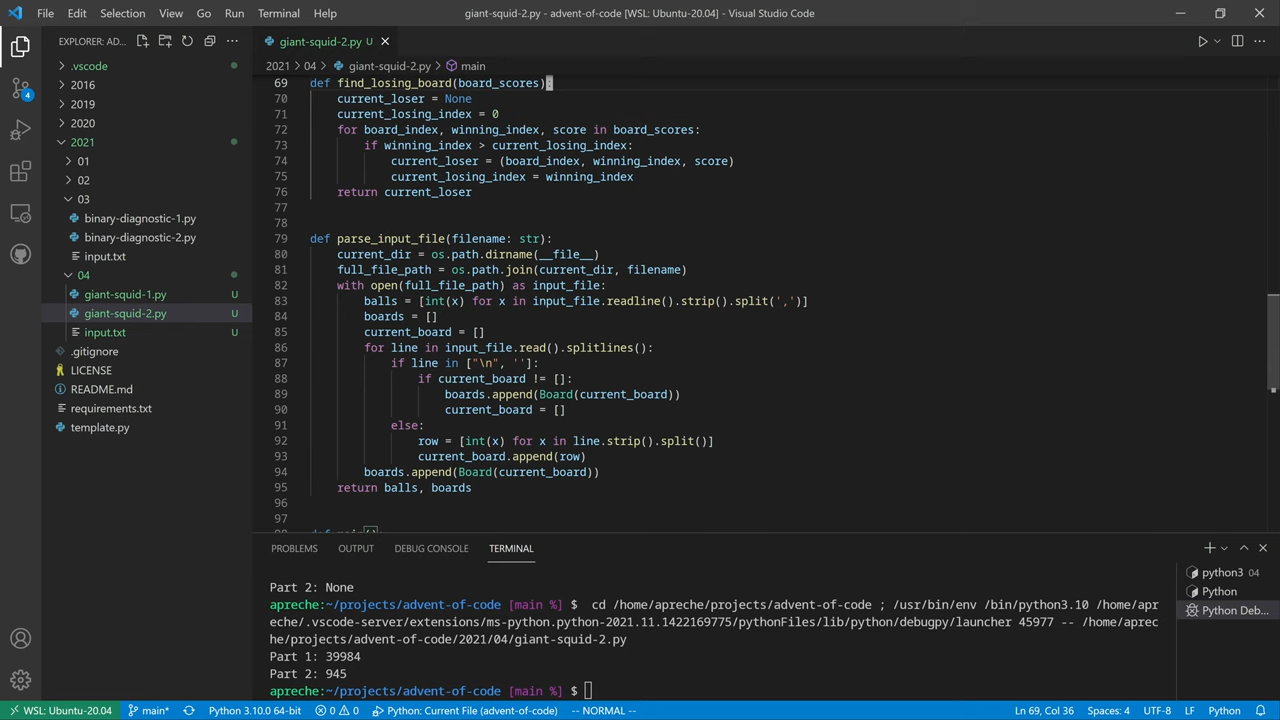 File Edit Selection View Go Run Terminal Help
giant-squid-2.py - advent-of-code [WSL: Ubuntu-20.04] - Visual Studio Code
EXPLORER: AD...
giant-squid-2.py U
2021 > 04 > giant-squid-2.py > main
.vscode
2016
2019
2020
2021
01
02
03
binary-diagnostic-1.py
binary-diagnostic-2.py
input.txt
04
giant-squid-1.py U
giant-squid-2.py U
input.txt U
.gitignore
LICENSE
README.md
requirements.txt
template.py
4
69 def find_losing_board(board_scores):
70 current_loser = None
71 current_losing_index = 0
72 for board_index, winning_index, score in board_scores:
73 if winning_index > current_losing_index:
74 current_loser = (board_index, winning_index, score)
75 current_losing_index = winning_index
76 return current_loser
77
78
79 def parse_input_file(filename: str):
80 current_dir = os.path.dirname(__file__)
81 full_file_path = os.path.join(current_dir, filename)
82 with open(full_file_path) as input_file:
83 balls = [int(x) for x in input_file.readline().strip().split(',')]
84 boards = []
85 current_board = []
86 for line in input_file.read().splitlines():
87 if line in ["\n", '']:
88 if current_board != []:
89 boards.append(Board(current_board))
90 current_board = []
91 else:
92 row = [int(x) for x in line.strip().split()]
93 current_board.append(row)
94 boards.append(Board(current_board))
95 return balls, boards
96
97
98 def main():
PROBLEMS OUTPUT DEBUG CONSOLE TERMINAL
Part 2: None
apreche:~/projects/advent-of-code [main %] $ cd /home/apreche/projects/advent-of-code ; /usr/bin/env /bin/python3.10 /home/apre
che/.vscode-server/extensions/ms-python.python-2021.11.1422169775/pythonFiles/lib/python/debugpy/launcher 45977 -- /home/aprec
he/projects/advent-of-code/2021/04/giant-squid-2.py
Part 1: 39984
Part 2: 945
apreche:~/projects/advent-of-code [main %] $
python3 04
Python
Python Deb...
WSL: Ubuntu-20.04 main* Python 3.10.0 64-bit 0 0 Python: Current File (advent-of-code) -- NORMAL -- Ln 69, Col 36 Spaces: 4 UTF-8 LF Python